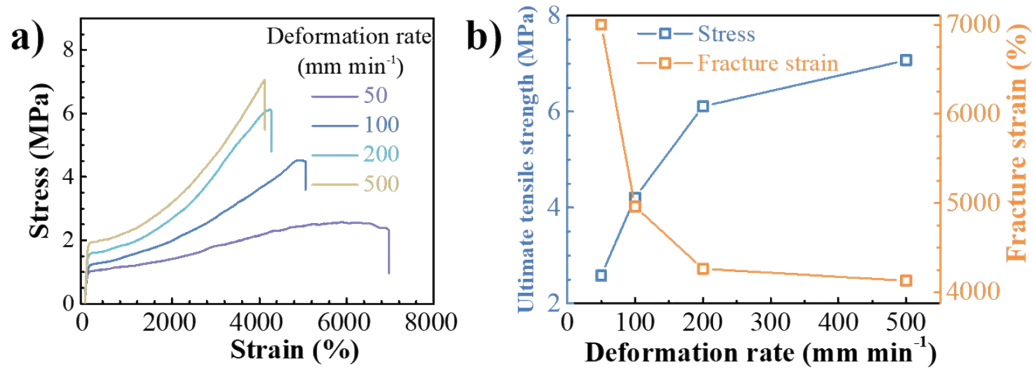 a)
Deformation rate
(mm min⁻¹)
50
100
200
500
8
6
4
2
0
Stress (MPa)
0 2000 4000 6000 8000
Strain (%)
b)
Stress
Fracture strain
8
6
4
2
Ultimate tensile strength (MPa)
7000
6000
5000
4000
Fracture strain (%)
0 100 200 300 400 500
Deformation rate (mm min⁻¹)